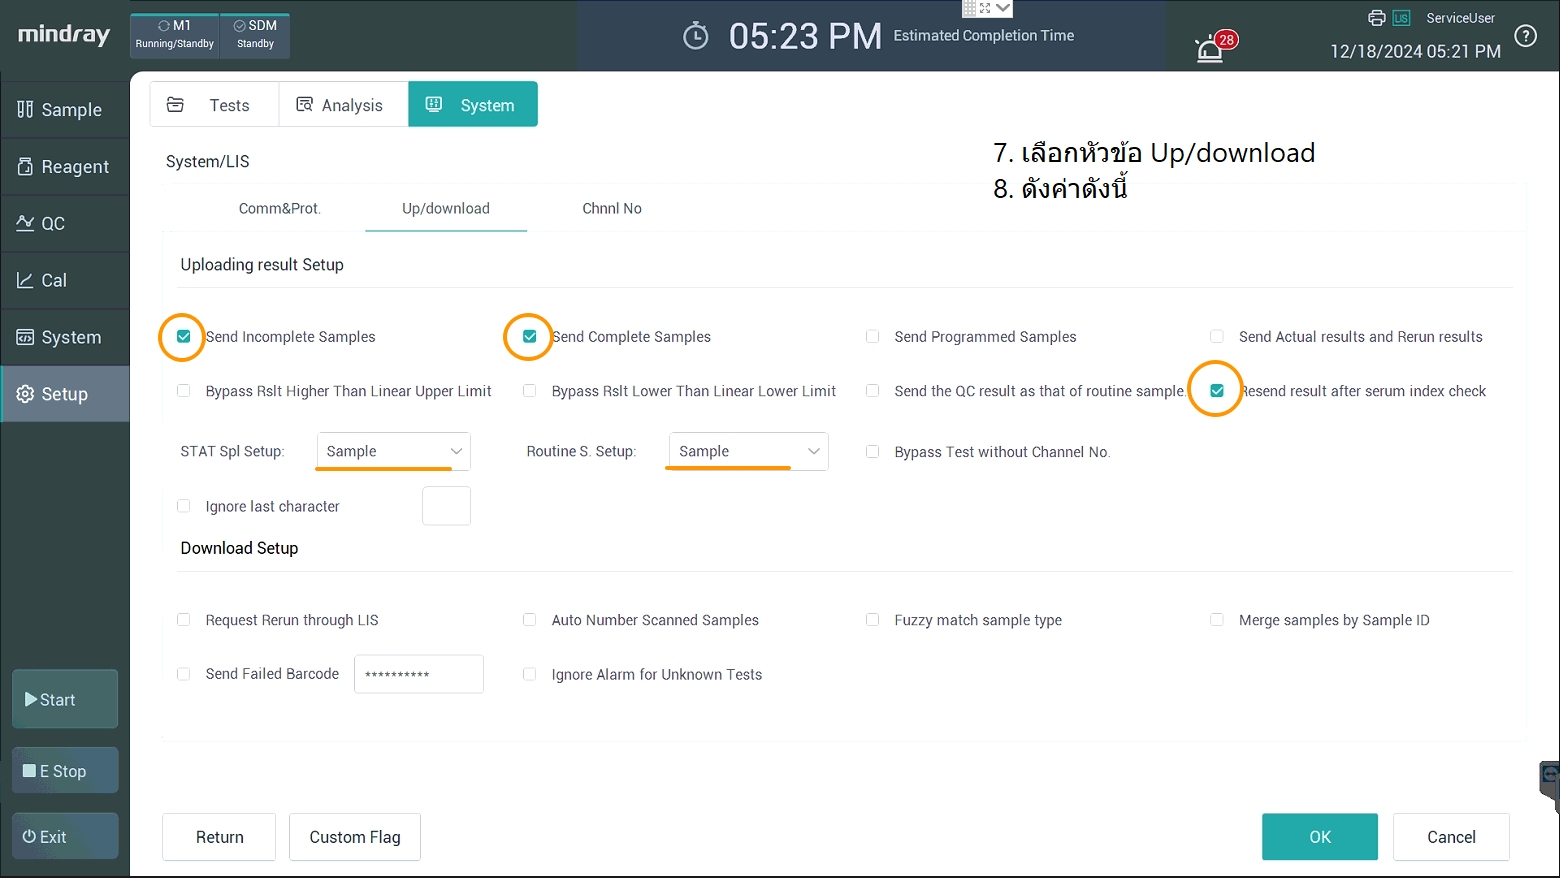 mindray
M1
Running/Standby
SDM
Standby
05:23 PM
Estimated Completion Time
28
LIS
ServiceUser
12/18/2024 05:21 PM
?
Sample
Reagent
QC
Cal
System
Setup
Start
E Stop
Exit
Tests
Analysis
System
7. เลือกหัวข้อ Up/download
8. ดังค่าดังนี้
System/LIS
Comm&Prot.
Up/download
Chnnl No
Uploading result Setup
Send Incomplete Samples
Send Complete Samples
Send Programmed Samples
Send Actual results and Rerun results
Bypass Rslt Higher Than Linear Upper Limit
Bypass Rslt Lower Than Linear Lower Limit
Send the QC result as that of routine sample.
Resend result after serum index check
STAT Spl Setup:
Sample
Routine S. Setup:
Sample
Bypass Test without Channel No.
Ignore last character
Download Setup
Request Rerun through LIS
Auto Number Scanned Samples
Fuzzy match sample type
Merge samples by Sample ID
Send Failed Barcode
**********
Ignore Alarm for Unknown Tests
Return
Custom Flag
OK
Cancel